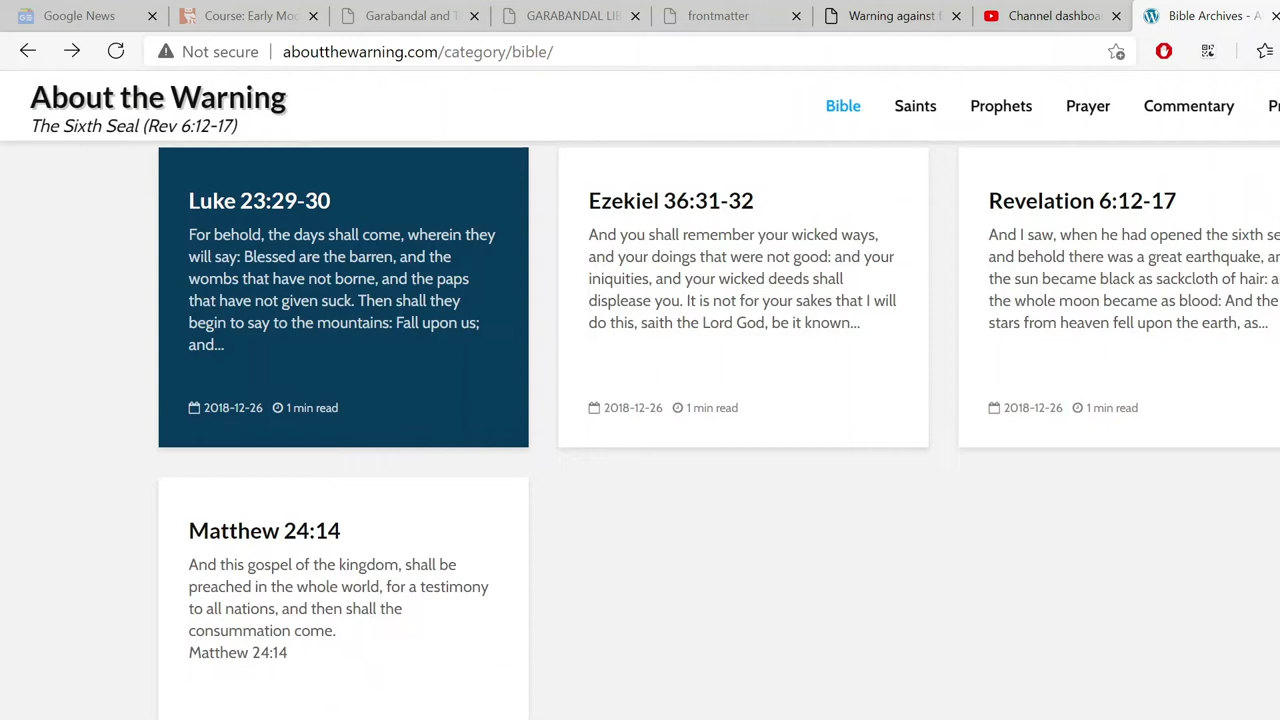 Google News
Course: Early Moc
Garabandal and T
GARABANDAL LIB
frontmatter
Warning against t
Channel dashboa
Bible Archives - A
Not secure
aboutthewarning.com/category/bible/
About the Warning
The Sixth Seal (Rev 6:12-17)
Bible
Saints
Prophets
Prayer
Commentary
Pr
Luke 23:29-30
For behold, the days shall come, wherein they
will say: Blessed are the barren, and the
wombs that have not borne, and the paps
that have not given suck. Then shall they
begin to say to the mountains: Fall upon us;
and...
2018-12-26
1 min read
Ezekiel 36:31-32
And you shall remember your wicked ways,
and your doings that were not good: and your
iniquities, and your wicked deeds shall
displease you. It is not for your sakes that I will
do this, saith the Lord God, be it known...
2018-12-26
1 min read
Revelation 6:12-17
And I saw, when he had opened the sixth se
and behold there was a great earthquake, an
the sun became black as sackcloth of hair: a
the whole moon became as blood: And the
stars from heaven fell upon the earth, as...
2018-12-26
1 min read
Matthew 24:14
And this gospel of the kingdom, shall be
preached in the whole world, for a testimony
to all nations, and then shall the
consummation come.
Matthew 24:14